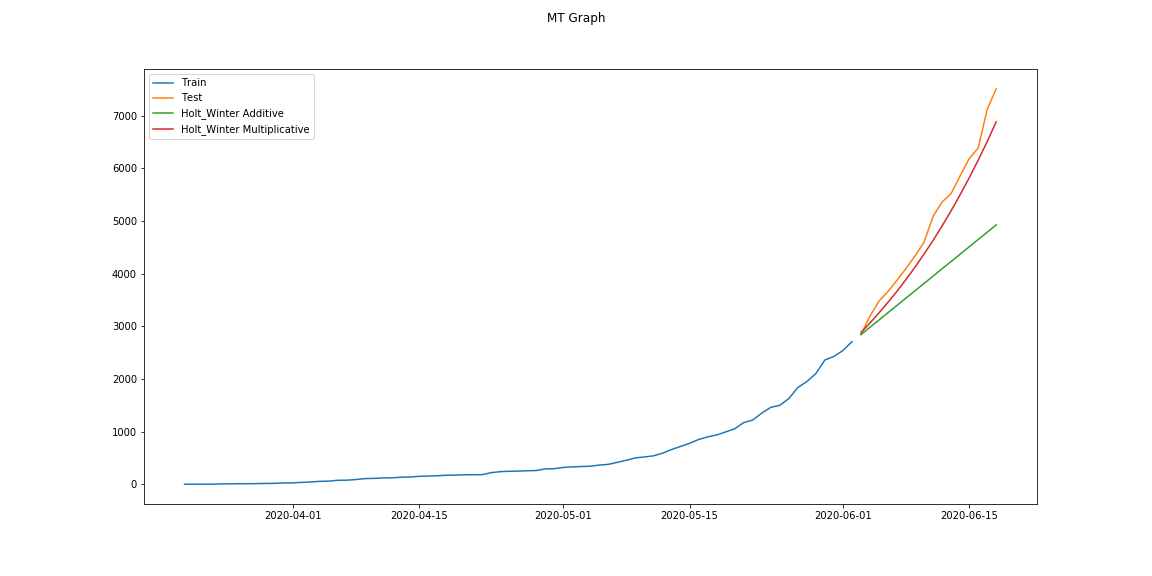 MT Graph
Train
Test
Holt_Winter Additive
Holt_Winter Multiplicative
7000
6000
5000
4000
3000
2000
1000
0
2020-04-01 2020-04-15 2020-05-01 2020-05-15 2020-06-01 2020-06-15